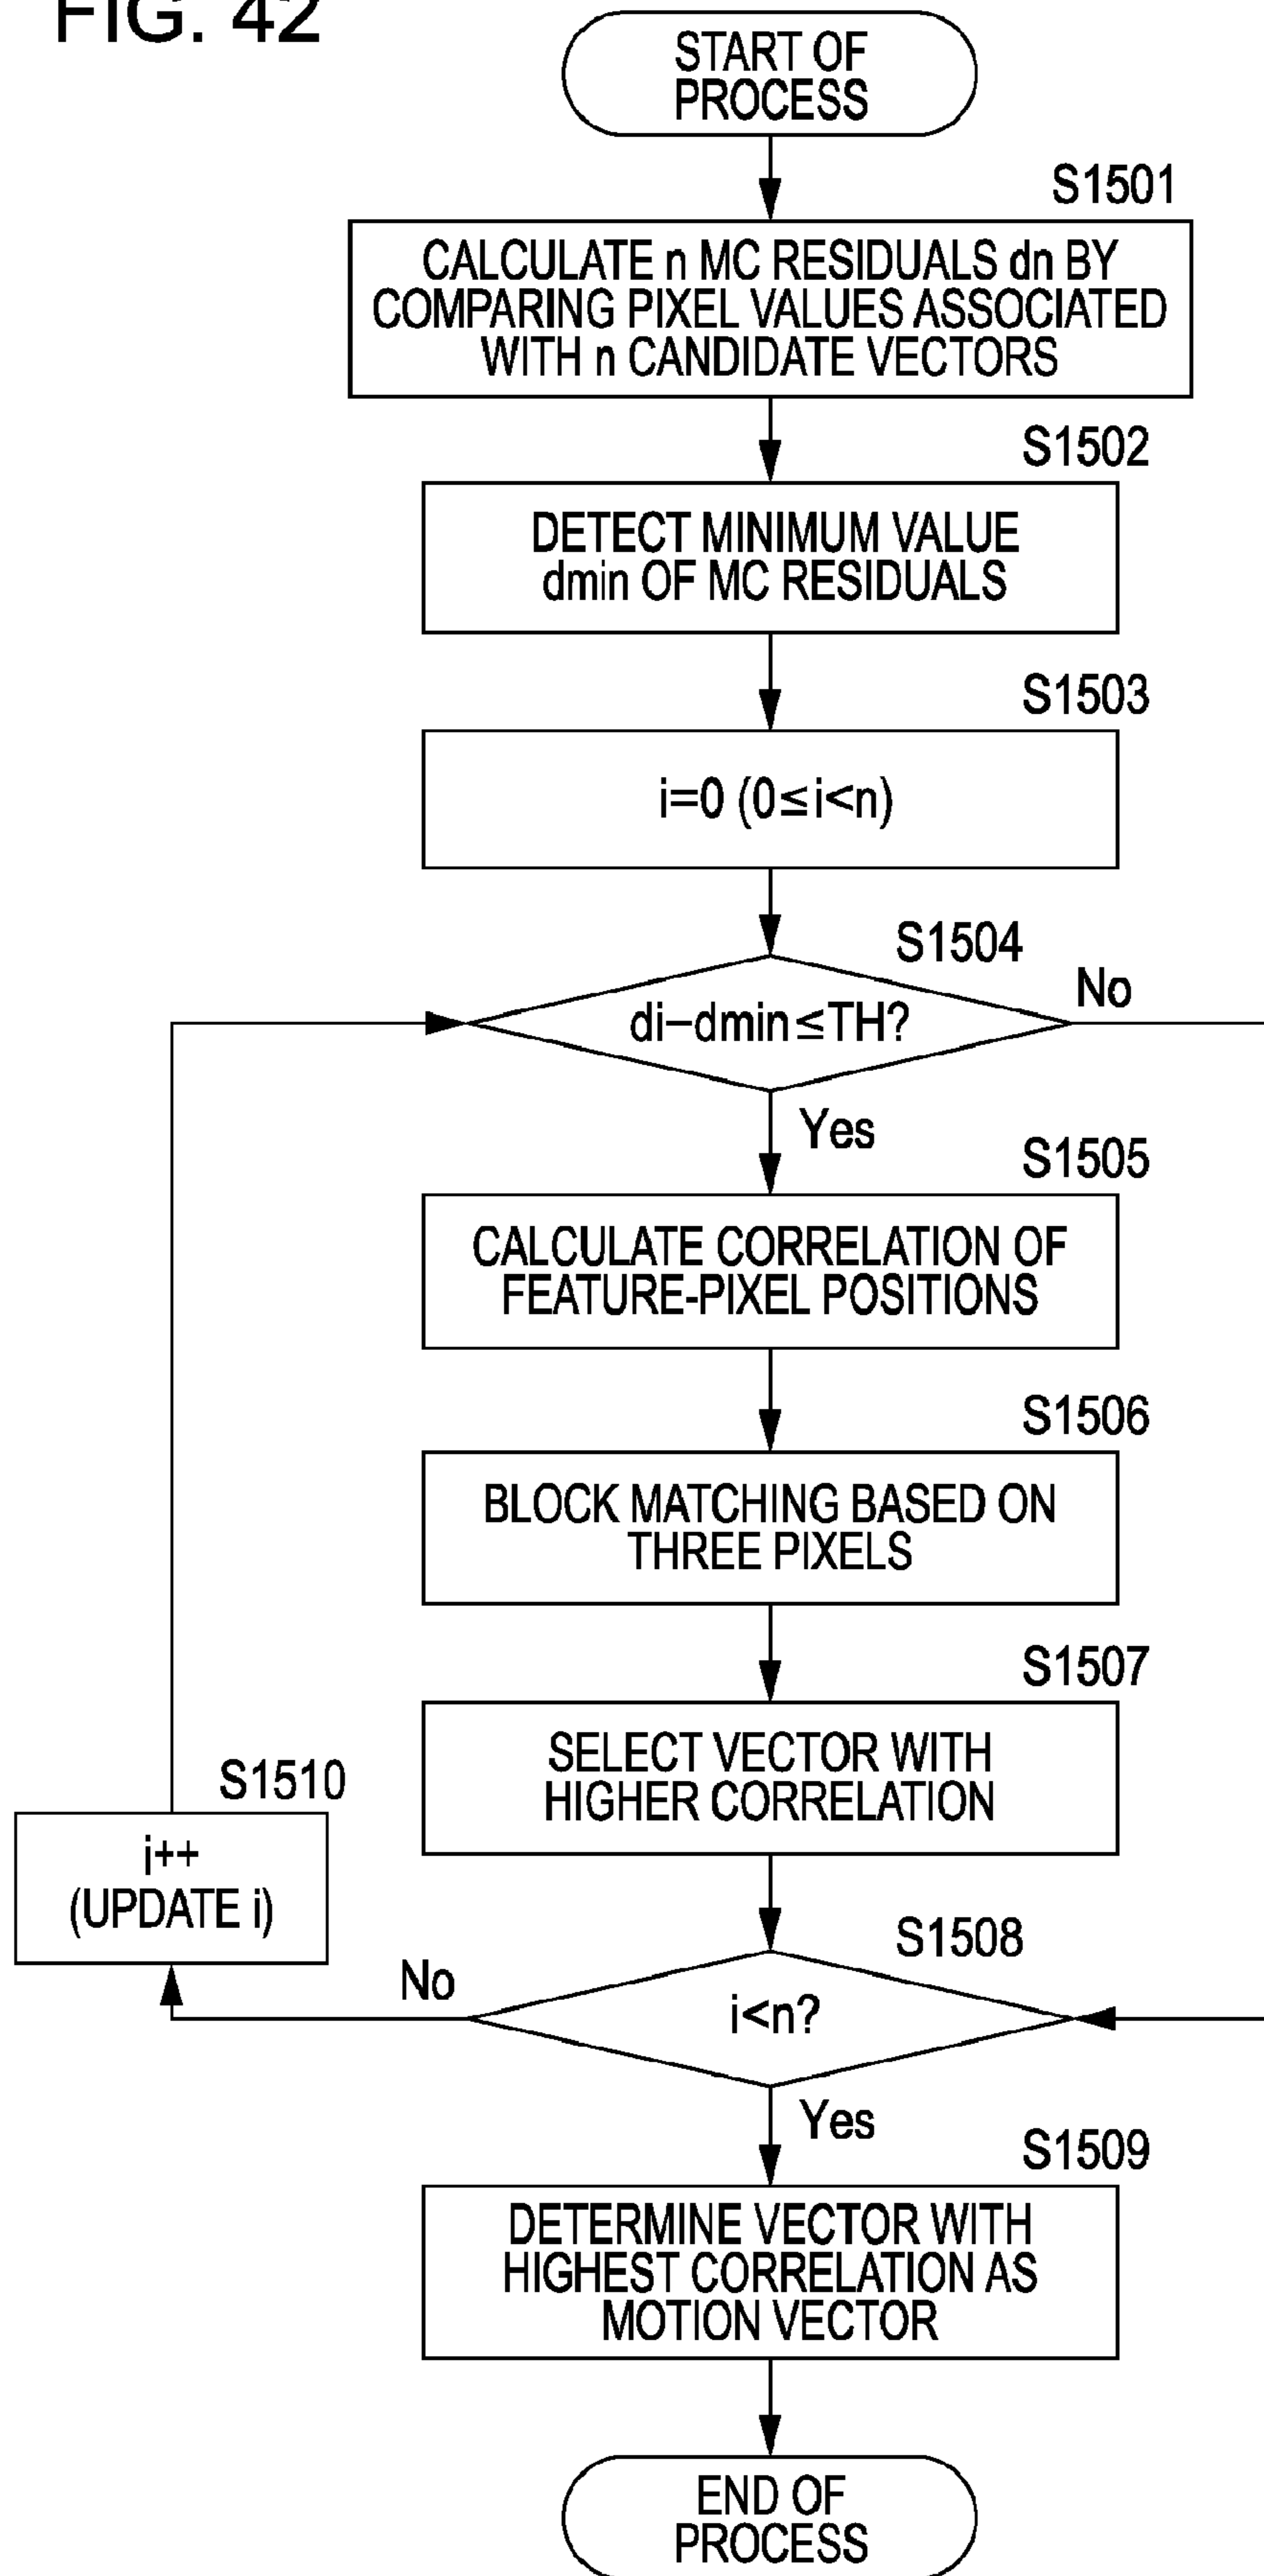 FIG. 42
START OF
PROCESS
S1501
CALCULATE n MC RESIDUALS dn BY
COMPARING PIXEL VALUES ASSOCIATED
WITH n CANDIDATE VECTORS
S1502
DETECT MINIMUM VALUE
dmin OF MC RESIDUALS
S1503
i=0 (0≤i<n)
S1504
di−dmin≤TH?
No
Yes
S1505
CALCULATE CORRELATION OF
FEATURE-PIXEL POSITIONS
S1506
BLOCK MATCHING BASED ON
THREE PIXELS
S1507
SELECT VECTOR WITH
HIGHER CORRELATION
S1510
i++
(UPDATE i)
S1508
No
i<n?
Yes
S1509
DETERMINE VECTOR WITH
HIGHEST CORRELATION AS
MOTION VECTOR
END OF
PROCESS